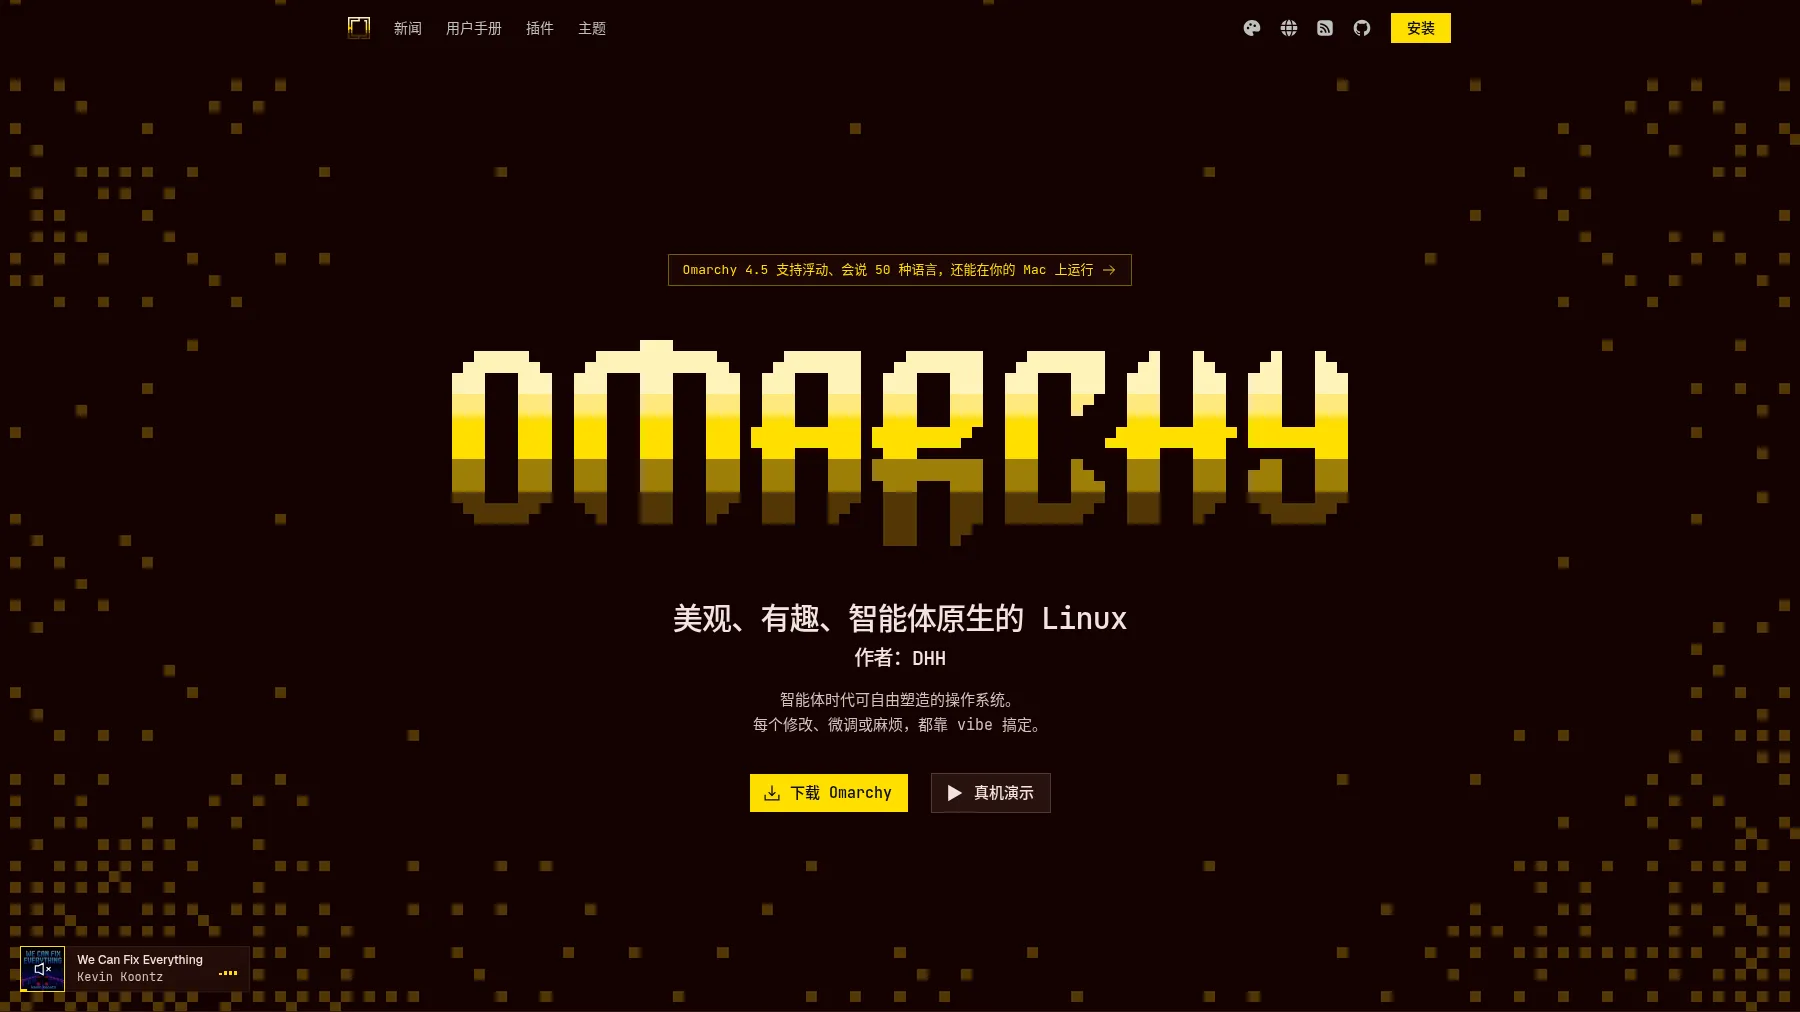 新闻
用户手册
插件
主题
安装
Omarchy 4.5 支持浮动、会说 50 种语言，还能在你的 Mac 上运行 →
OMARCHY
美观、有趣、智能体原生的 Linux
作者：DHH
智能体时代可自由塑造的操作系统。
每个修改、微调或麻烦，都靠 vibe 搞定。
下载 Omarchy
真机演示
WE CAN FIX
EVERYTHING
We Can Fix Everything
Kevin Koontz